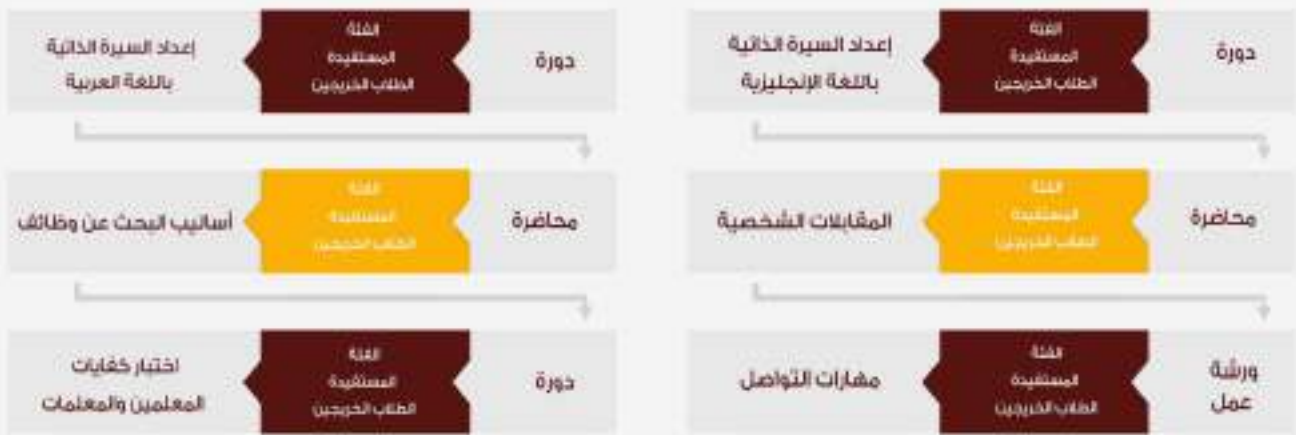 دورة
الفئة
المستفيدة
الطلاب الخريجين
إعداد السيرة الذاتية
باللغة الإنجليزية
محاضرة
الفئة
المستفيدة
الطلاب الخريجين
المقابلات الشخصية
ورشة
عمل
الفئة
المستفيدة
الطلاب الخريجين
مهارات التواصل
دورة
الفئة
المستفيدة
الطلاب الخريجين
إعداد السيرة الذاتية
باللغة العربية
محاضرة
الفئة
المستفيدة
الطلاب الخريجين
أساليب البحث عن وظائف
دورة
الفئة
المستفيدة
الطلاب الخريجين
اختبار كفايات
المعلمين والمعلمات